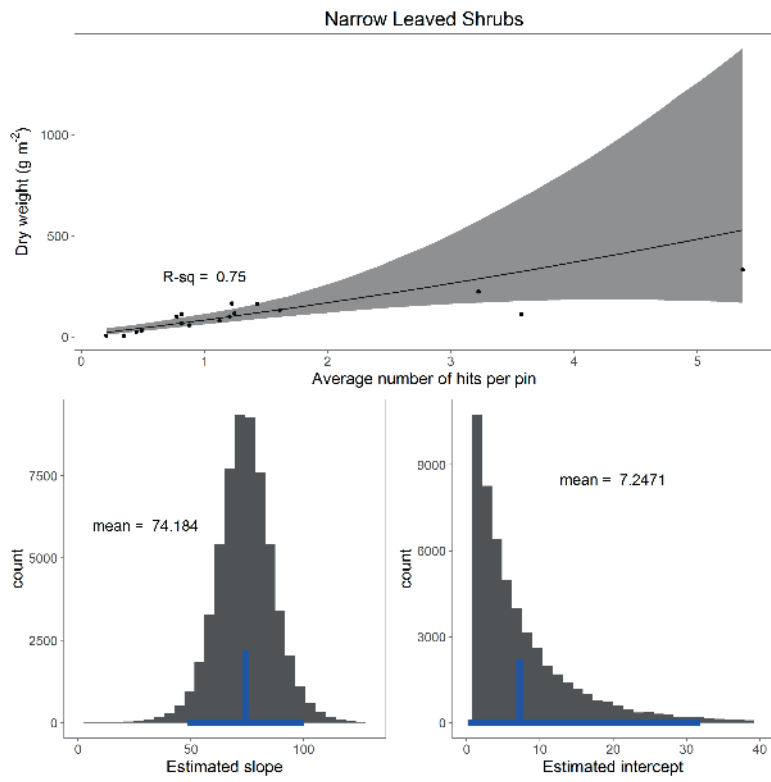 Narrow Leaved Shrubs
Dry weight (g m-2)
1000
500
0
R-sq = 0.75
0 1 2 3 4 5
Average number of hits per pin
7500
5000
2500
0
count
mean = 74.184
0 50 100
Estimated slope
9000
6000
3000
0
count
mean = 7.2471
0 10 20 30 40
Estimated intercept